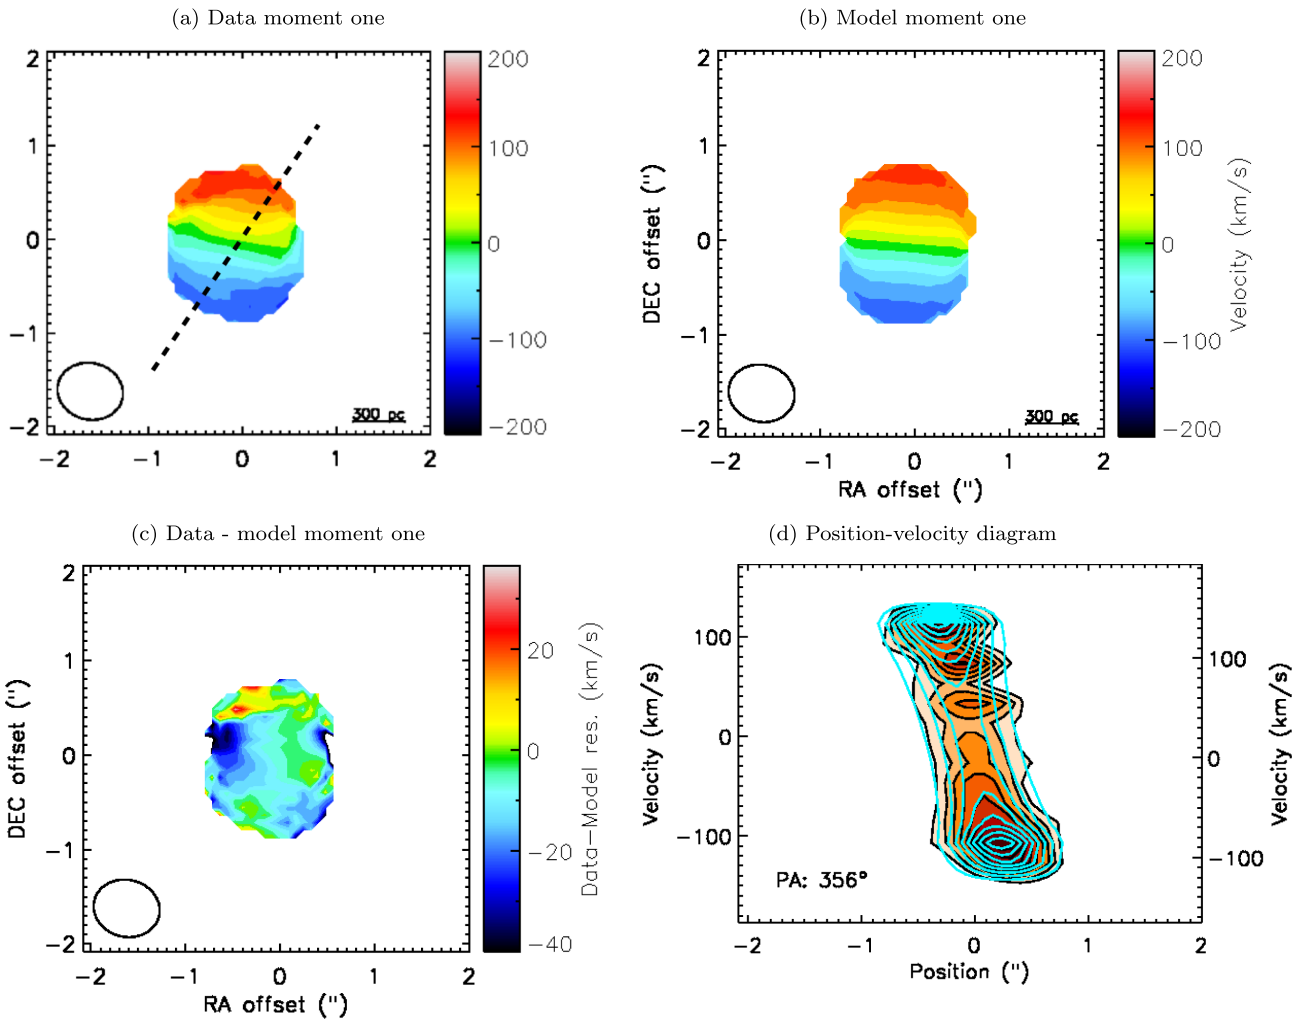 (a) Data moment one
(b) Model moment one
2
1
0
−1
−2
−2 −1 0 1 2
200
100
0
−100
−200
300 pc
DEC offset (")
2
1
0
−1
−2
−2 −1 0 1 2
RA offset (")
200
100
0
−100
−200
Velocity (km/s)
300 pc
(c) Data - model moment one
(d) Position-velocity diagram
DEC offset (")
2
1
0
−1
−2
−2 −1 0 1 2
RA offset (")
20
0
−20
−40
Data−Model res. (km/s)
Velocity (km/s)
100
0
−100
PA: 356°
−2 −1 0 1 2
Position (")
100
0
−100
Velocity (km/s)